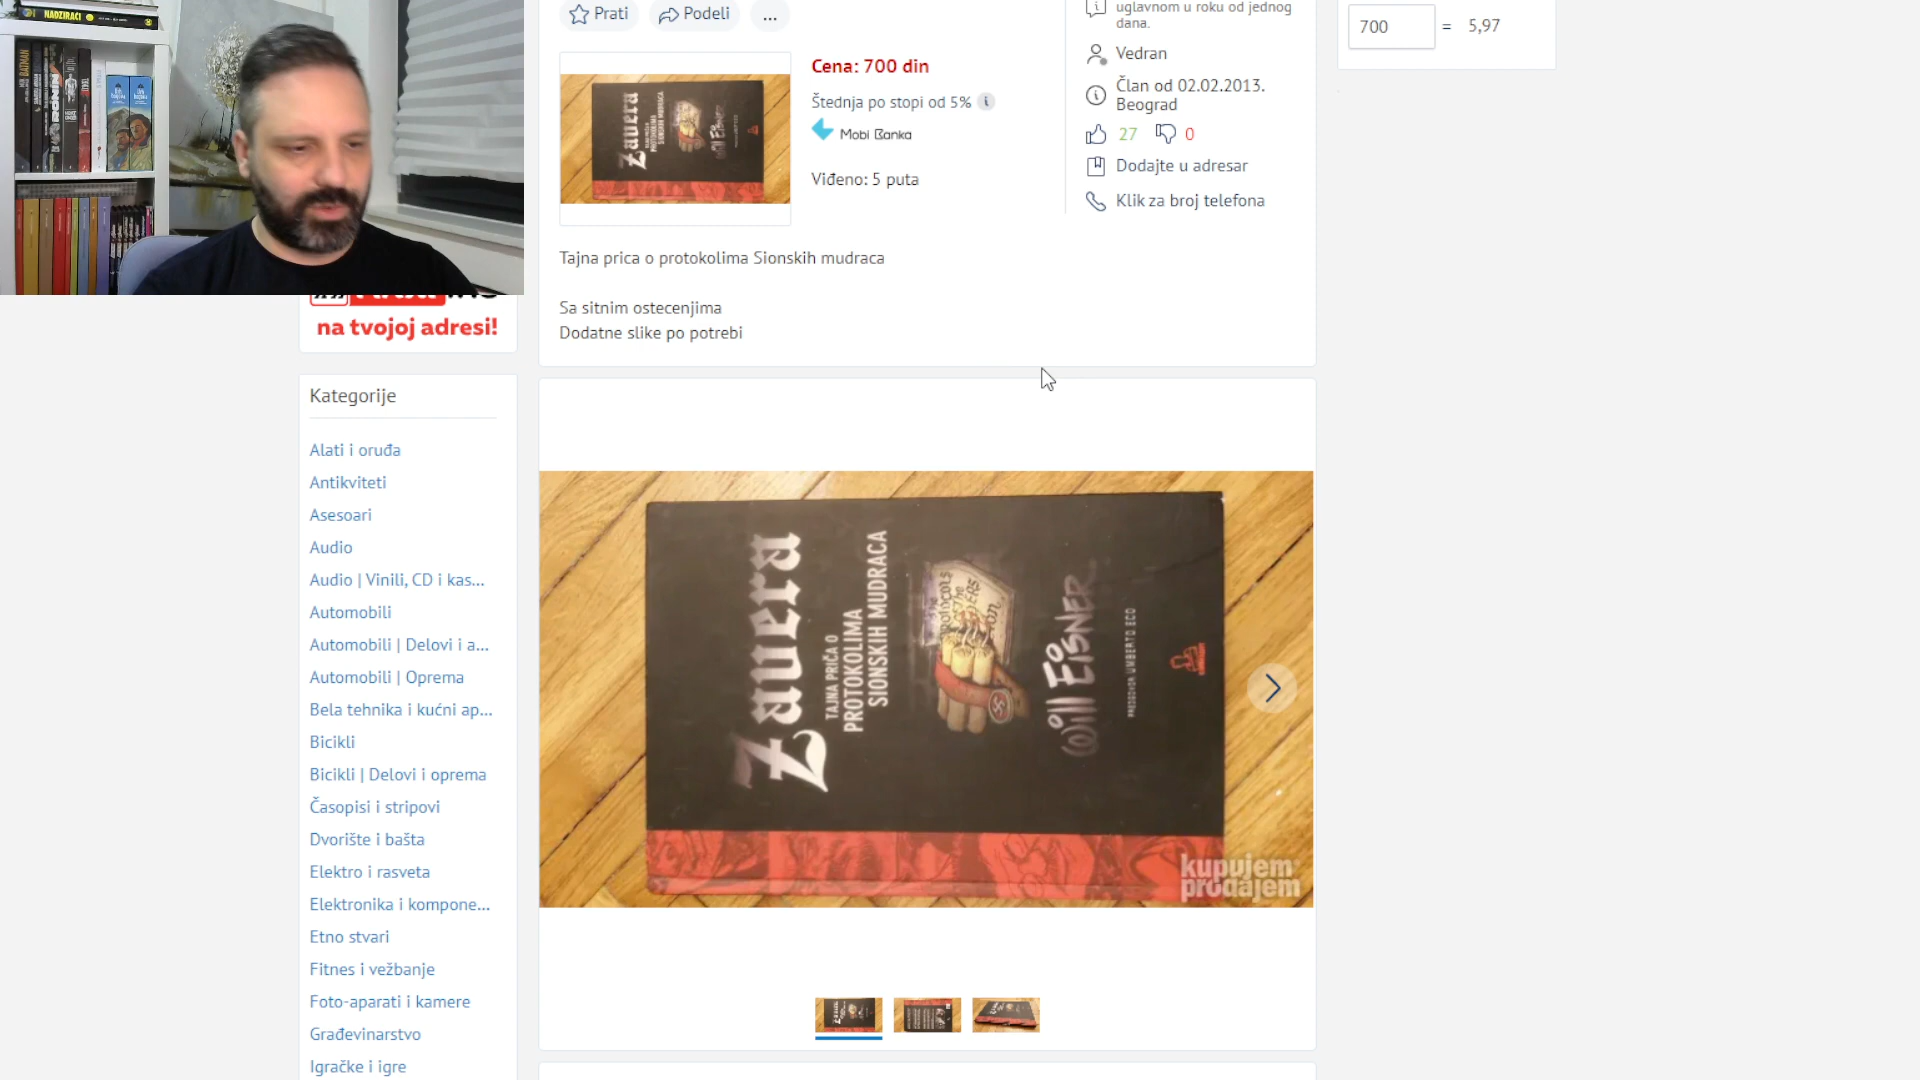 NADZIRACI
BATMAN
na tvojoj adresi!
Kategorije
Alati i oruđa
Antikviteti
Asesoari
Audio
Audio | Vinili, CD i kas...
Automobili
Automobili | Delovi i a...
Automobili | Oprema
Bela tehnika i kućni ap...
Bicikli
Bicikli | Delovi i oprema
Časopisi i stripovi
Dvorište i bašta
Elektro i rasveta
Elektronika i kompone...
Etno stvari
Fitnes i vežbanje
Foto-aparati i kamere
Građevinarstvo
Igračke i igre
Prati
Podeli
...
Cena: 700 din
Štednja po stopi od 5%
Mobi Banka
Viđeno: 5 puta
uglavnom u roku od jednog
dana.
Vedran
Član od 02.02.2013.
Beograd
27
0
Dodajte u adresar
Klik za broj telefona
700 = 5,97
Tajna prica o protokolima Sionskih mudraca
Sa sitnim ostecenjima
Dodatne slike po potrebi
Zavera
TAJNA PRIČA O
PROTOKOLIMA
SIONSKIH MUDRACA
Will EisNER
PREDGOVOR UMBERTO ECO
kupujem
prodajem